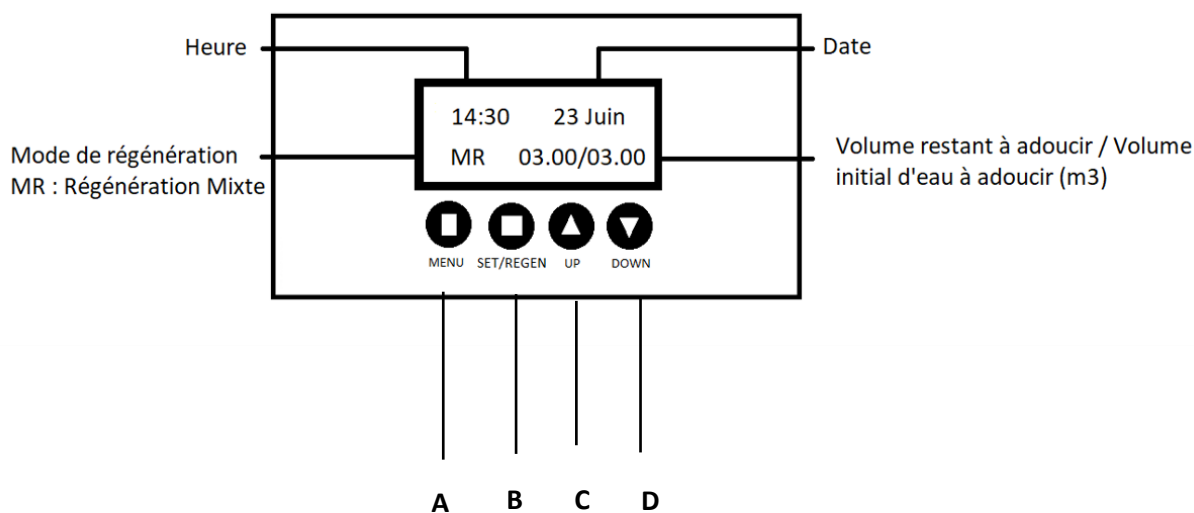 Heure
Date
14:30 23 Juin
MR 03.00/03.00
Mode de régénération
MR : Régénération Mixte
Volume restant à adoucir / Volume
initial d'eau à adoucir (m3)
MENU SET/REGEN UP DOWN
A B C D